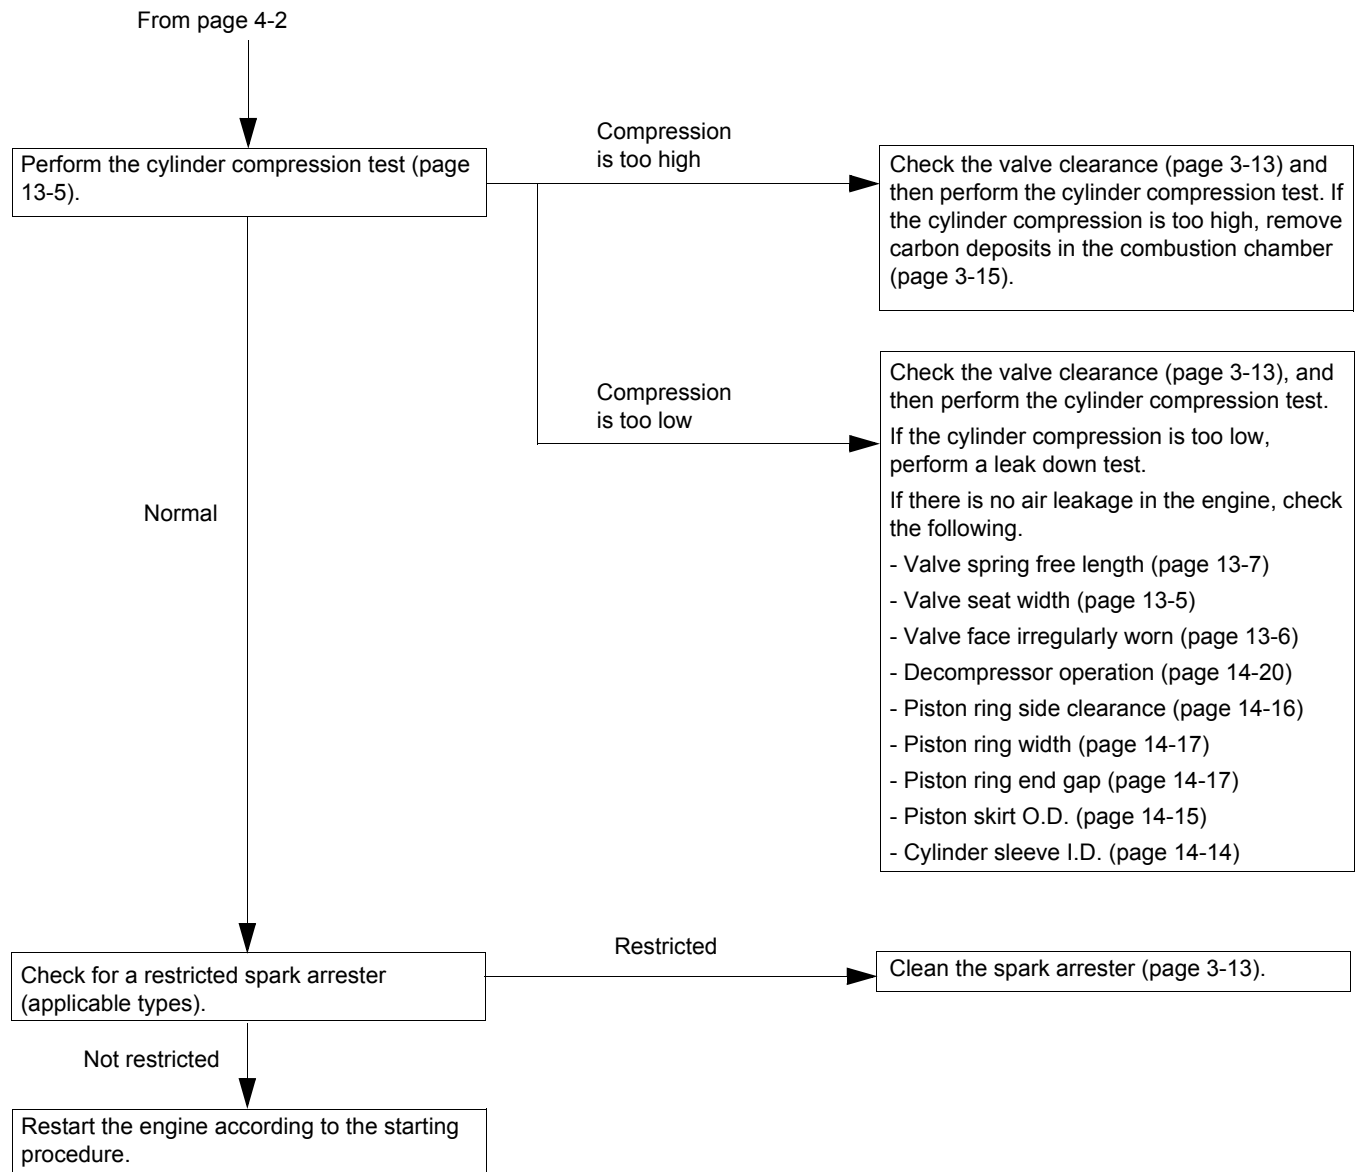 From page 4-2
Perform the cylinder compression test (page
13-5).
Compression
is too high
Check the valve clearance (page 3-13) and
then perform the cylinder compression test. If
the cylinder compression is too high, remove
carbon deposits in the combustion chamber
(page 3-15).
Compression
is too low
Check the valve clearance (page 3-13), and
then perform the cylinder compression test.
If the cylinder compression is too low,
perform a leak down test.
If there is no air leakage in the engine, check
the following.
- Valve spring free length (page 13-7)
- Valve seat width (page 13-5)
- Valve face irregularly worn (page 13-6)
- Decompressor operation (page 14-20)
- Piston ring side clearance (page 14-16)
- Piston ring width (page 14-17)
- Piston ring end gap (page 14-17)
- Piston skirt O.D. (page 14-15)
- Cylinder sleeve I.D. (page 14-14)
Normal
Check for a restricted spark arrester
(applicable types).
Restricted
Clean the spark arrester (page 3-13).
Not restricted
Restart the engine according to the starting
procedure.